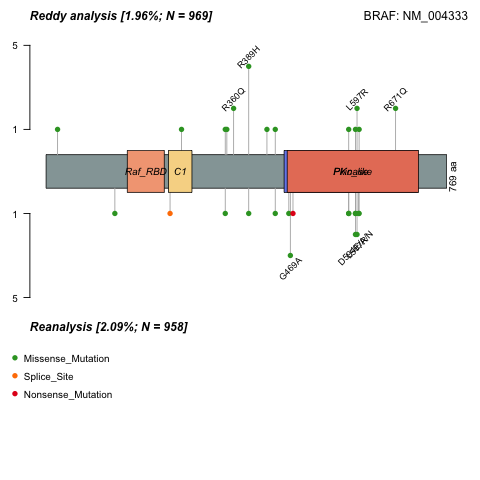 Reddy analysis [1.96%; N = 969]
BRAF: NM_004333
5
R389H
R360Q
L597R
R671Q
1
Raf_RBD
C1
769 aa
1
G469A
5
Reanalysis [2.09%; N = 958]
Missense_Mutation
Splice_Site
Nonsense_Mutation